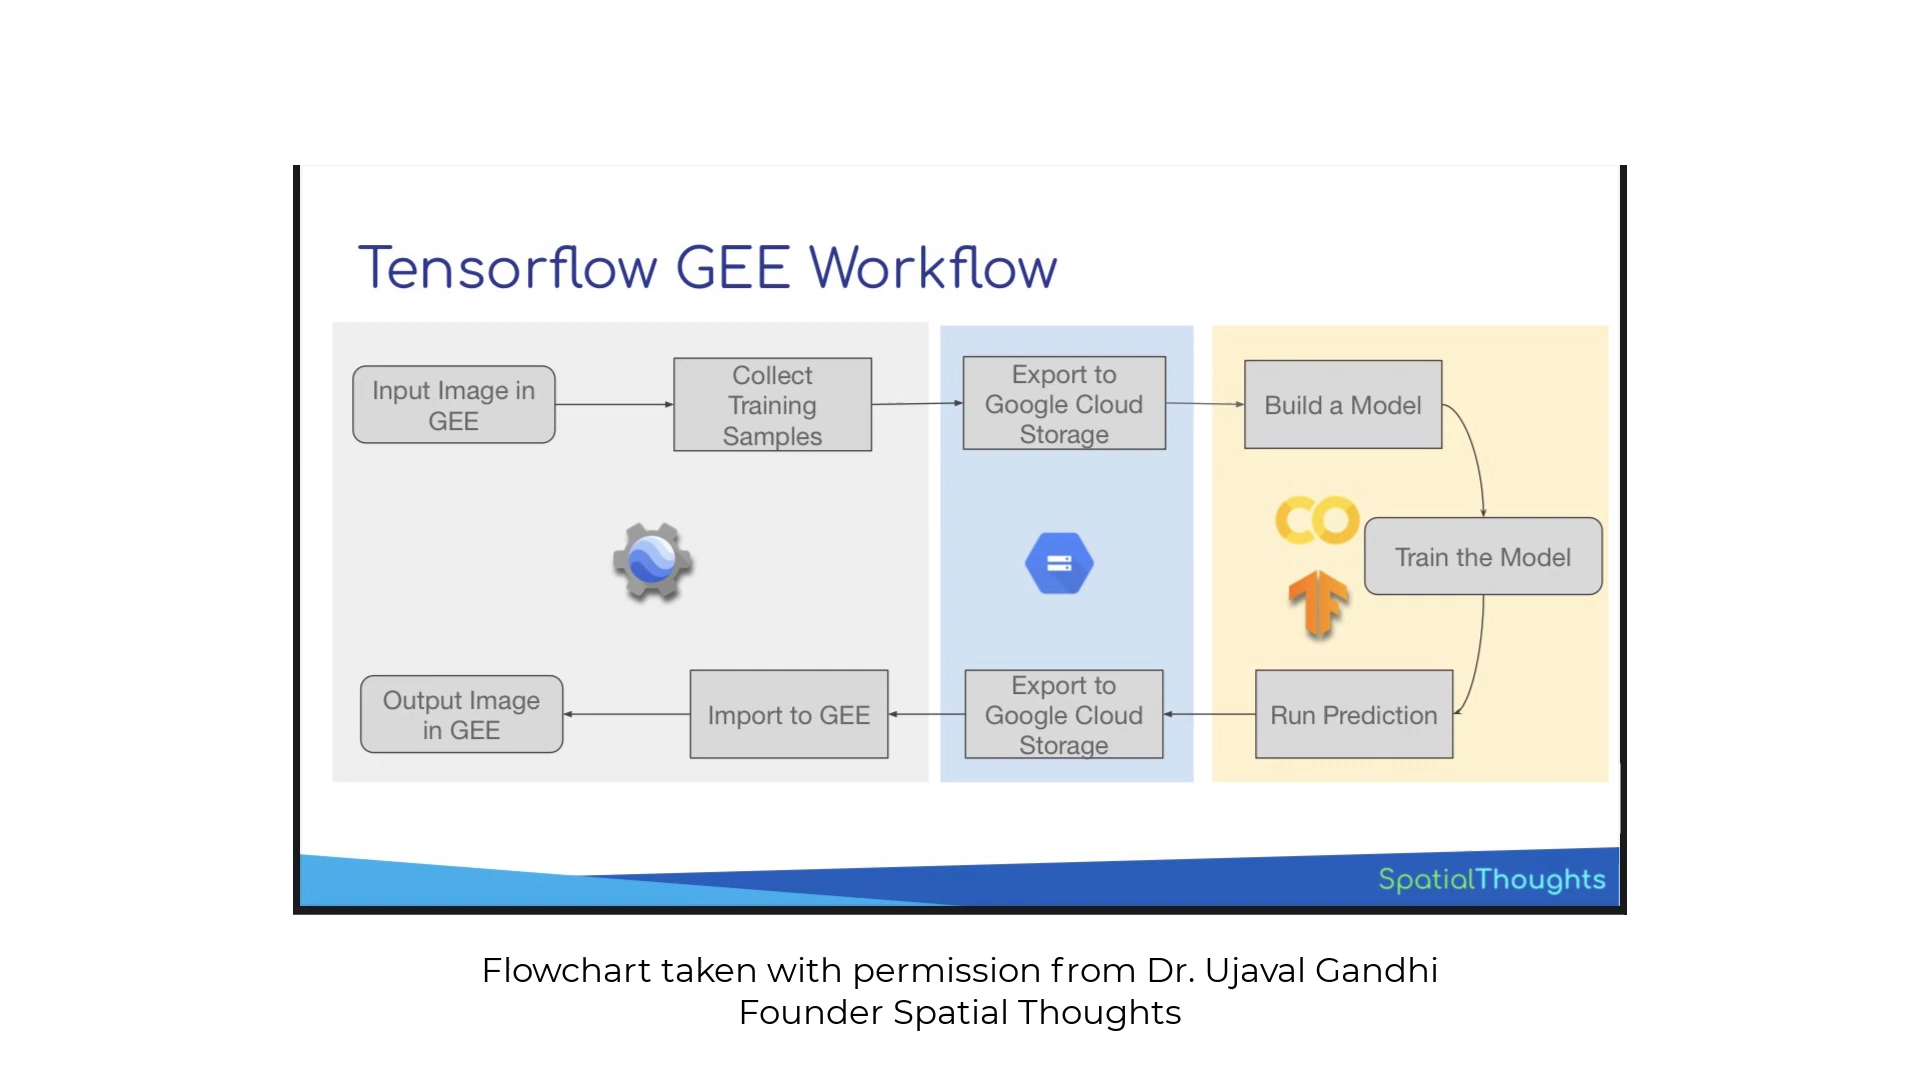 Tensorflow GEE Workflow
Input Image in
GEE
Collect
Training
Samples
Export to
Google Cloud
Storage
Build a Model
Train the Model
Output Image
in GEE
Import to GEE
Export to
Google Cloud
Storage
Run Prediction
SpatialThoughts
Flowchart taken with permission from Dr. Ujaval Gandhi
Founder Spatial Thoughts